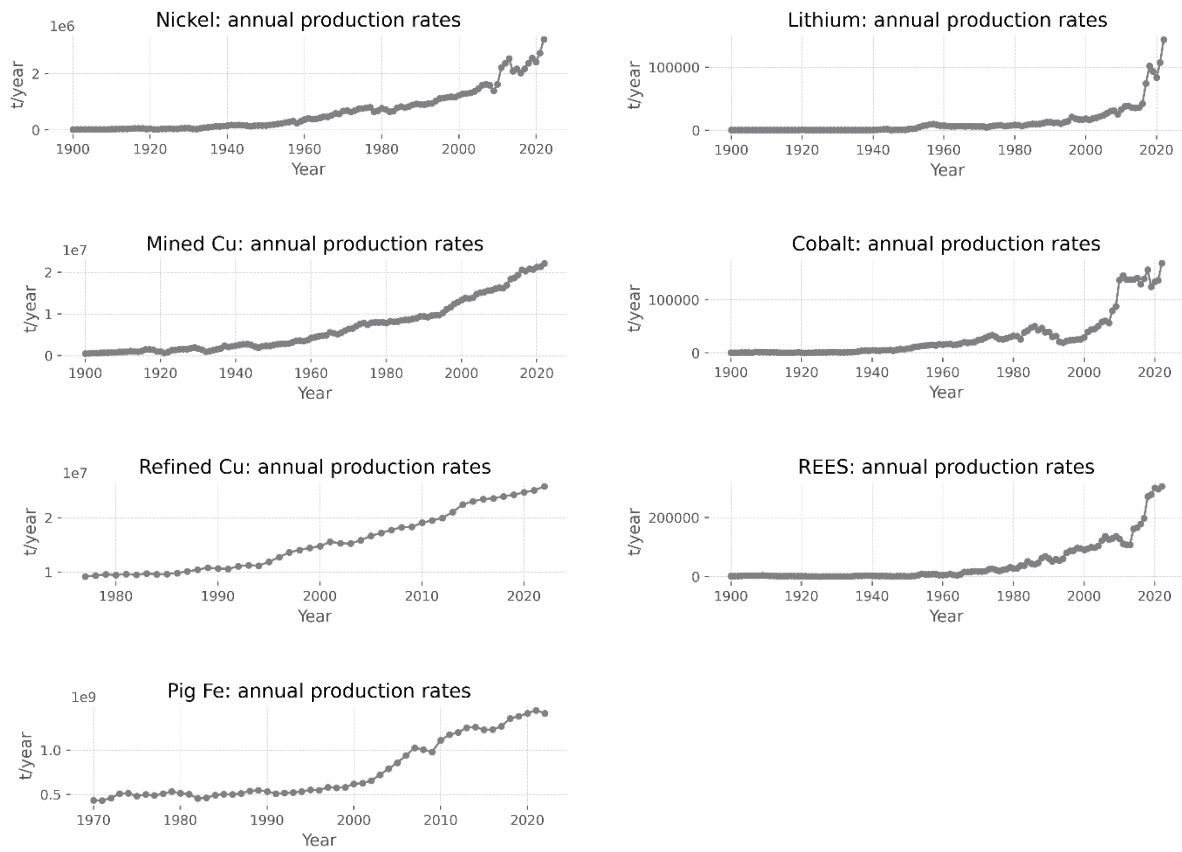 Nickel: annual production rates
1e6
2
0
t/year
1900 1920 1940 1960 1980 2000 2020
Year
Lithium: annual production rates
100000
0
t/year
1900 1920 1940 1960 1980 2000 2020
Year
Mined Cu: annual production rates
1e7
2
1
0
t/year
1900 1920 1940 1960 1980 2000 2020
Year
Cobalt: annual production rates
100000
0
t/year
1900 1920 1940 1960 1980 2000 2020
Year
Refined Cu: annual production rates
1e7
2
1
t/year
1980 1990 2000 2010 2020
Year
REES: annual production rates
200000
0
t/year
1900 1920 1940 1960 1980 2000 2020
Year
Pig Fe: annual production rates
1e9
1.0
0.5
t/year
1970 1980 1990 2000 2010 2020
Year